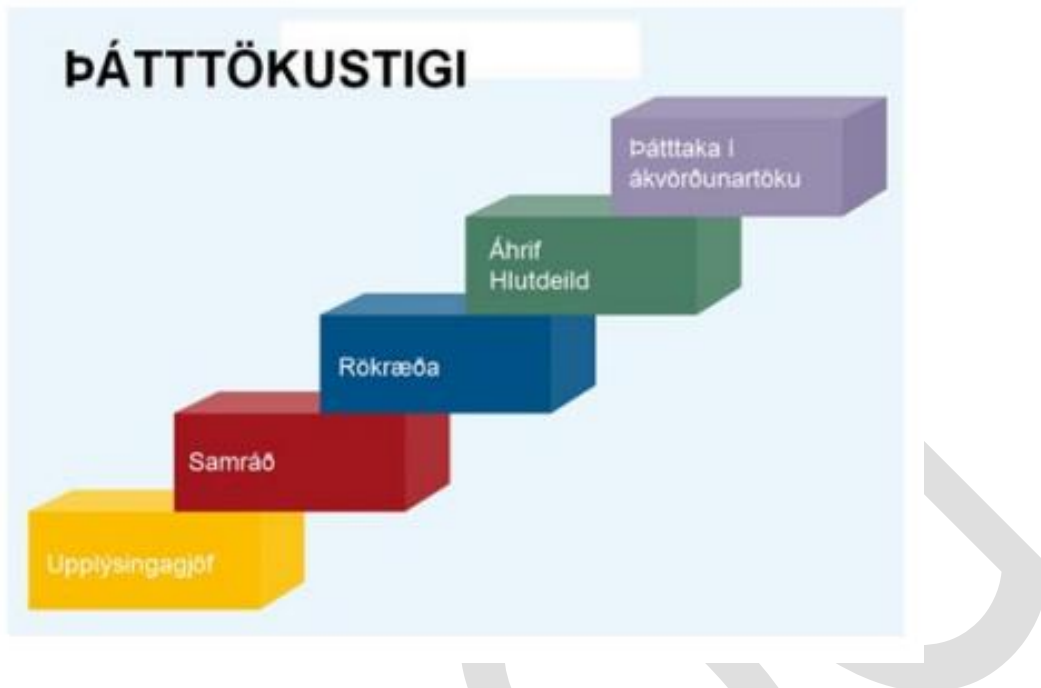 ÞÁTTTÖKUSTIGI
Þátttaka í
ákvörðunartöku
Áhrif
Hlutdeild
Rökræða
Samráð
Upplýsingagjöf